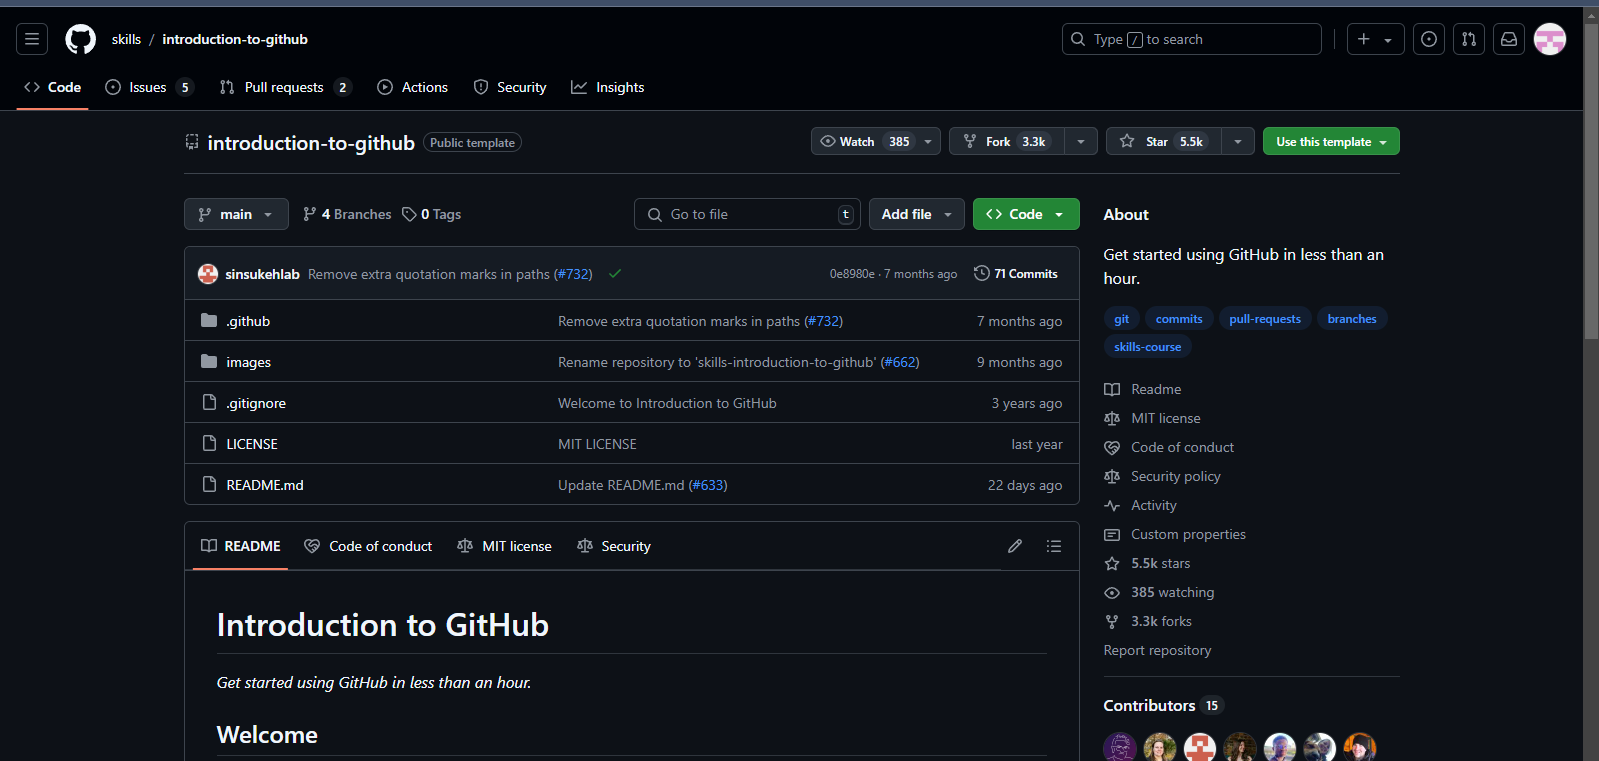 skills / introduction-to-github
Type / to search
Code Issues 5 Pull requests 2 Actions Security Insights
introduction-to-github Public template
Watch 385 Fork 3.3k Star 5.5k Use this template
main 4 Branches 0 Tags Go to file t Add file Code
sinsukehlab Remove extra quotation marks in paths (#732) 0e8980e · 7 months ago 71 Commits
.github Remove extra quotation marks in paths (#732) 7 months ago
images Rename repository to 'skills-introduction-to-github' (#662) 9 months ago
.gitignore Welcome to Introduction to GitHub 3 years ago
LICENSE MIT LICENSE last year
README.md Update README.md (#633) 22 days ago
README Code of conduct MIT license Security
Introduction to GitHub
Get started using GitHub in less than an hour.
Welcome
About
Get started using GitHub in less than an
hour.
git commits pull-requests branches
skills-course
Readme
MIT license
Code of conduct
Security policy
Activity
Custom properties
5.5k stars
385 watching
3.3k forks
Report repository
Contributors 15